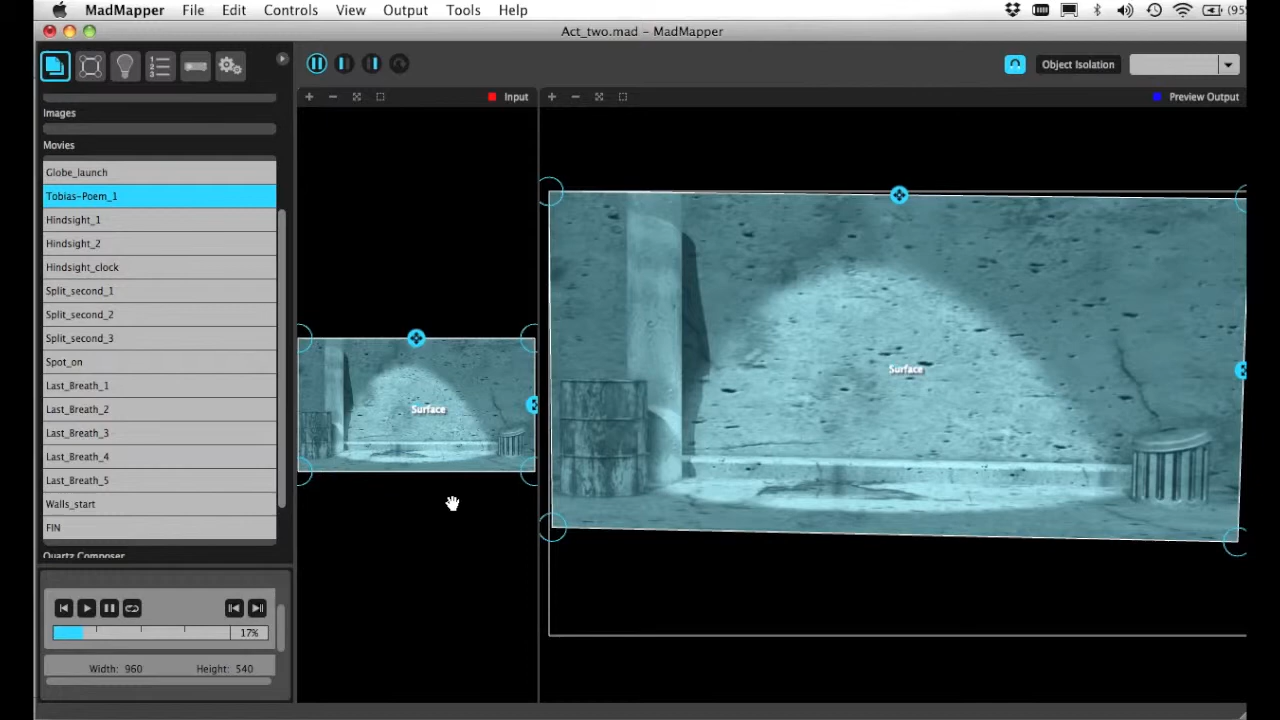 MadMapper File Edit Controls View Output Tools Help
(95
Act_two.mad - MadMapper
Object Isolation
Input
Preview Output
Images
Movies
Globe_launch
Tobias-Poem_1
Hindsight_1
Hindsight_2
Hindsight_clock
Split_second_1
Split_second_2
Split_second_3
Spot_on
Last_Breath_1
Last_Breath_2
Last_Breath_3
Last_Breath_4
Last_Breath_5
Walls_start
FIN
Quartz Composer
Surface
Surface
17%
Width: 960 Height: 540